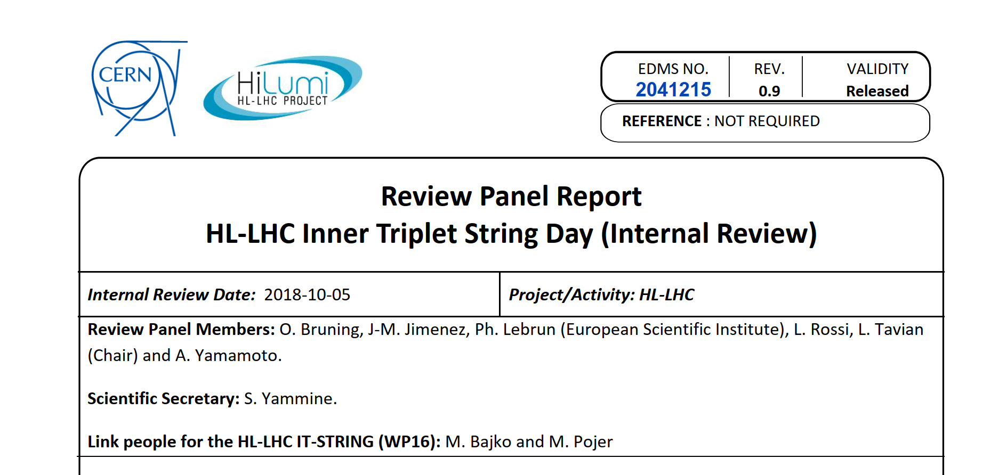 CERN
HiLumi
HL-LHC PROJECT
EDMS NO. REV. VALIDITY
2041215 0.9 Released
REFERENCE : NOT REQUIRED
Review Panel Report
HL-LHC Inner Triplet String Day (Internal Review)
Internal Review Date: 2018-10-05 Project/Activity: HL-LHC
Review Panel Members: O. Bruning, J-M. Jimenez, Ph. Lebrun (European Scientific Institute), L. Rossi, L. Tavian
(Chair) and A. Yamamoto.
Scientific Secretary: S. Yammine.
Link people for the HL-LHC IT-STRING (WP16): M. Bajko and M. Pojer